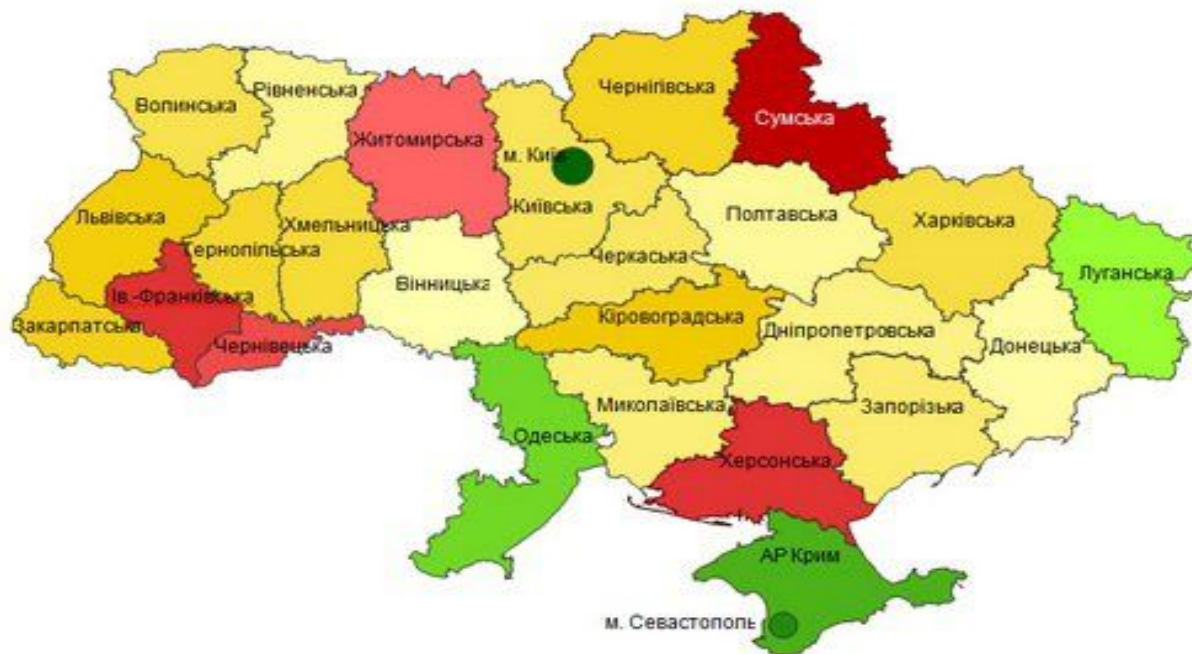 Волинська
Рівненська
Житомирська
Чернігівська
Сумська
м. Київ
Київська
Львівська
Тернопільська
Хмельницька
Вінницька
Черкаська
Полтавська
Харківська
Луганська
Ів.-Франківська
Закарпатська
Чернівецька
Кіровоградська
Дніпропетровська
Донецька
Миколаївська
Запорізька
Одеська
Херсонська
АР Крим
м. Севастополь